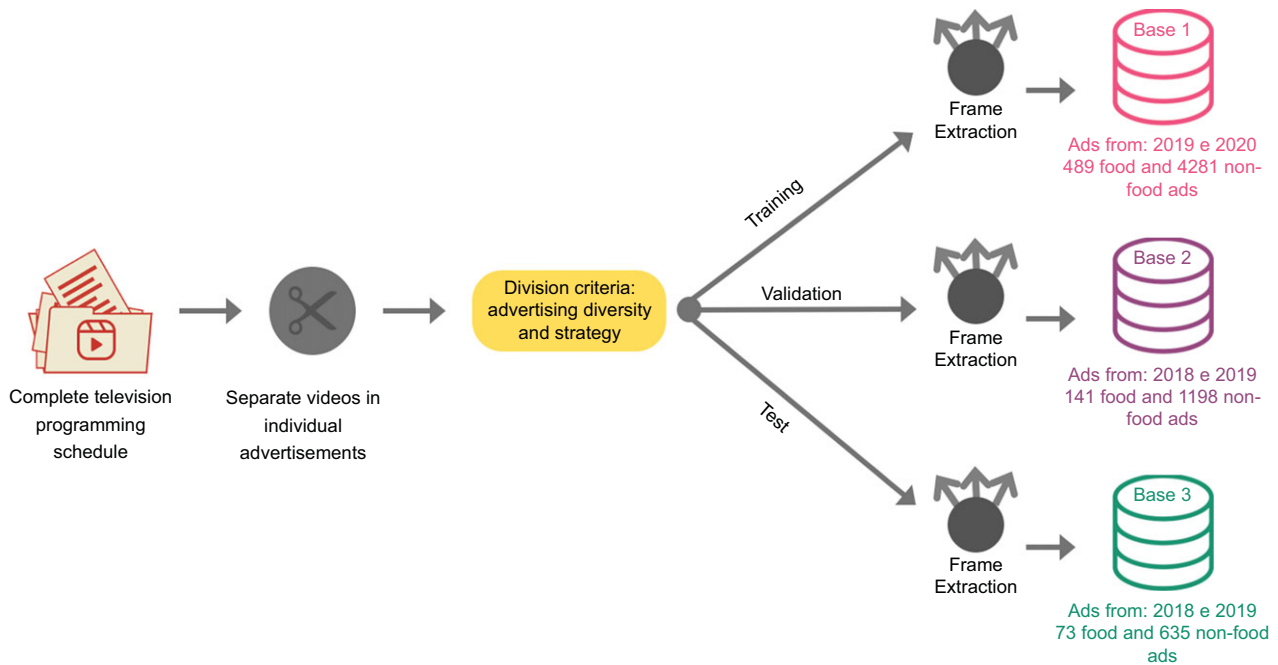 Complete television
programming
schedule
Separate videos in
individual
advertisements
Division criteria:
advertising diversity
and strategy
Training
Validation
Test
Frame
Extraction
Base 1
Ads from: 2019 e 2020
489 food and 4281 non-
food ads
Frame
Extraction
Base 2
Ads from: 2018 e 2019
141 food and 1198 non-
food ads
Frame
Extraction
Base 3
Ads from: 2018 e 2019
73 food and 635 non-food
ads